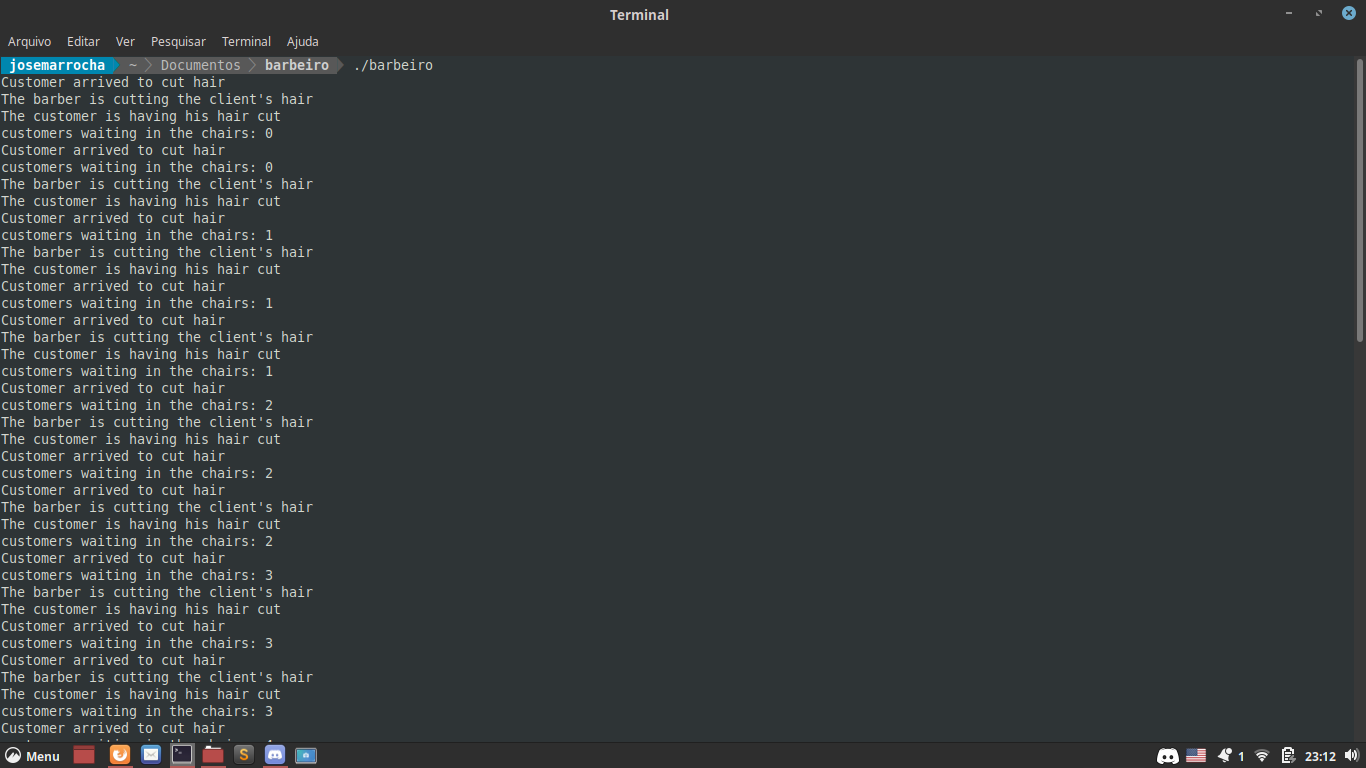 Terminal
Arquivo Editar Ver Pesquisar Terminal Ajuda
josemarrocha ~ Documentos barbeiro ./barbeiro
Customer arrived to cut hair
The barber is cutting the client's hair
The customer is having his hair cut
customers waiting in the chairs: 0
Customer arrived to cut hair
customers waiting in the chairs: 0
The barber is cutting the client's hair
The customer is having his hair cut
Customer arrived to cut hair
customers waiting in the chairs: 1
The barber is cutting the client's hair
The customer is having his hair cut
Customer arrived to cut hair
customers waiting in the chairs: 1
Customer arrived to cut hair
The barber is cutting the client's hair
The customer is having his hair cut
customers waiting in the chairs: 1
Customer arrived to cut hair
customers waiting in the chairs: 2
The barber is cutting the client's hair
The customer is having his hair cut
Customer arrived to cut hair
customers waiting in the chairs: 2
Customer arrived to cut hair
The barber is cutting the client's hair
The customer is having his hair cut
customers waiting in the chairs: 2
Customer arrived to cut hair
customers waiting in the chairs: 3
The barber is cutting the client's hair
The customer is having his hair cut
Customer arrived to cut hair
customers waiting in the chairs: 3
Customer arrived to cut hair
The barber is cutting the client's hair
The customer is having his hair cut
customers waiting in the chairs: 3
Customer arrived to cut hair
Menu S 1 23:12